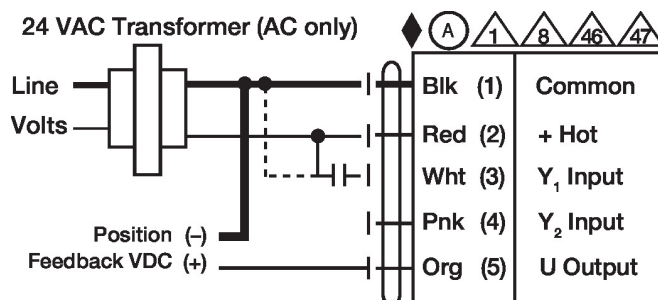 24 VAC Transformer (AC only)
A 1 8 46 47
Line
Volts
Blk (1) Common
Red (2) + Hot
Wht (3) Y₁ Input
Pnk (4) Y₂ Input
Org (5) U Output
Position (–)
Feedback VDC (+)